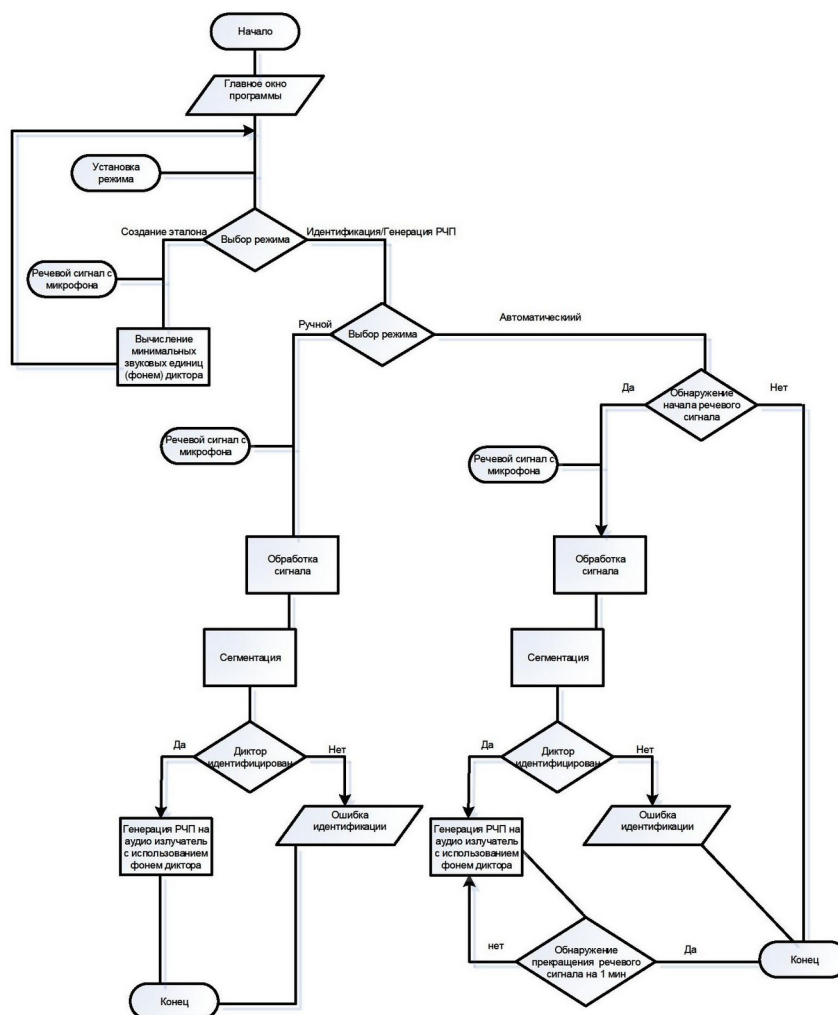 Начало
Главное окно
программы
Установка
режима
Создание эталона
Выбор режима
Идентификация/Генерация РЧП
Речевой сигнал с
микрофона
Вычисление
минимальных
звуковых единиц
(фонем) диктора
Ручной
Выбор режима
Автоматическиий
Да
Обнаружение
начала речевого
сигнала
Нет
Речевой сигнал с
микрофона
Речевой сигнал с
микрофона
Обработка
сигнала
Обработка
сигнала
Сегментация
Сегментация
Да
Диктор
идентифицирован
Нет
Да
Диктор
идентифицирован
Нет
Генерация РЧП на
аудио излучатель
с использованием
фонем диктора
Ошибка
идентификации
Генерация РЧП на
аудио излучатель
с использованием
фонем диктора
Ошибка
идентификации
нет
Обнаружение
прекращения речевого
сигнала на 1 мин
Да
Конец
Конец